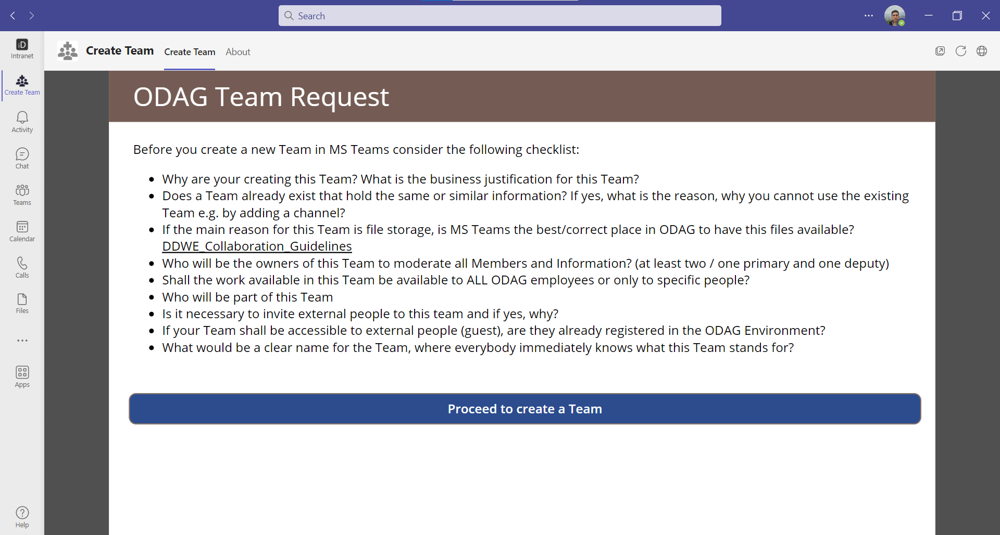 Search
Intranet
Create Team
Activity
Chat
Teams
Calendar
Calls
Files
Apps
Help
Create Team
Create Team
About
ODAG Team Request
Before you create a new Team in MS Teams consider the following checklist:
Why are your creating this Team? What is the business justification for this Team?
Does a Team already exist that hold the same or similar information? If yes, what is the reason, why you cannot use the existing
Team e.g. by adding a channel?
If the main reason for this Team is file storage, is MS Teams the best/correct place in ODAG to have this files available?
DDWE_Collaboration_Guidelines
Who will be the owners of this Team to moderate all Members and Information? (at least two / one primary and one deputy)
Shall the work available in this Team be available to ALL ODAG employees or only to specific people?
Who will be part of this Team
Is it necessary to invite external people to this team and if yes, why?
If your Team shall be accessible to external people (guest), are they already registered in the ODAG Environment?
What would be a clear name for the Team, where everybody immediately knows what this Team stands for?
Proceed to create a Team